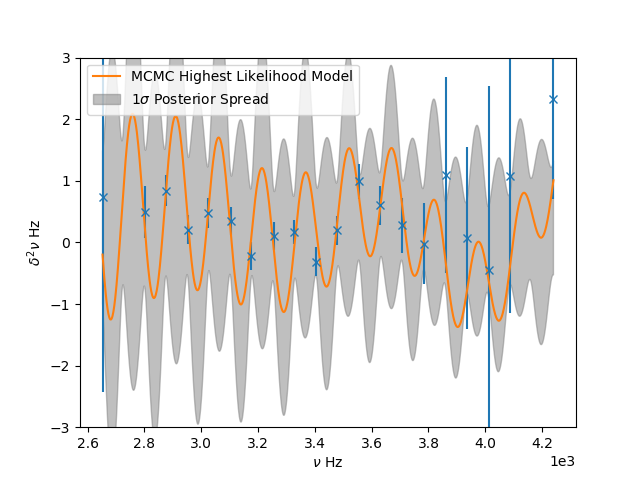 MCMC Highest Likelihood Model
1σ Posterior Spread
3
2
1
0
−1
−2
−3
δ²ν Hz
2.6 2.8 3.0 3.2 3.4 3.6 3.8 4.0 4.2
1e3
ν Hz